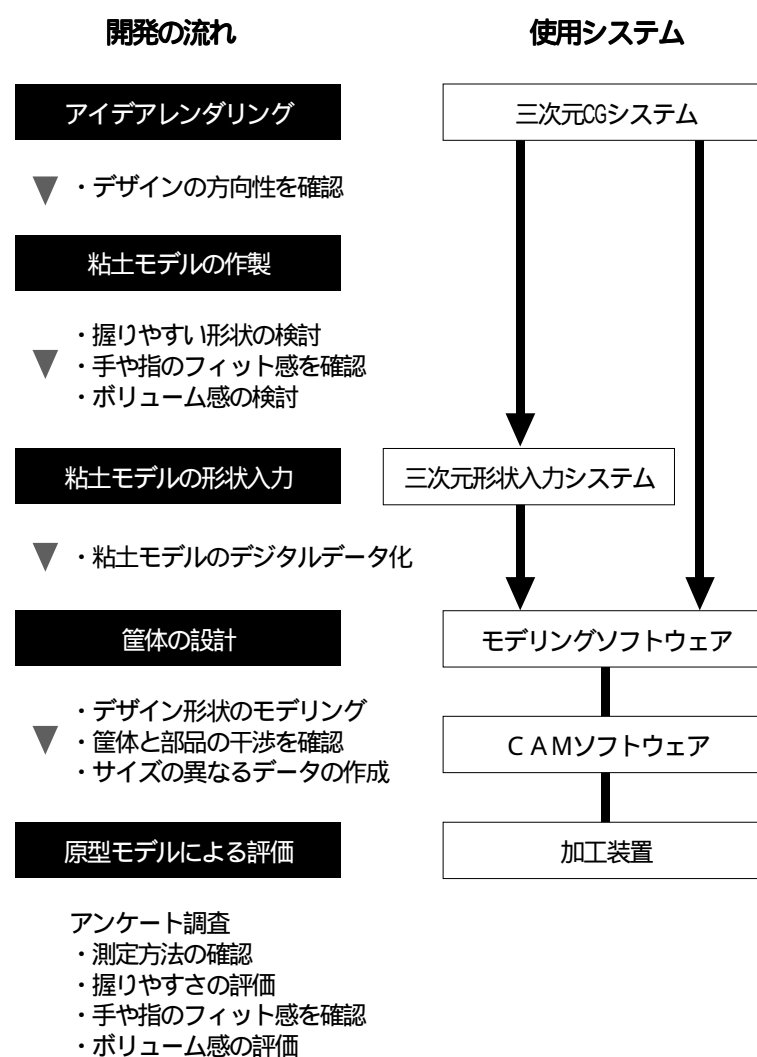 開発の流れ
使用システム
アイデアレンダリング
三次元CGシステム
・デザインの方向性を確認
粘土モデルの作製
・握りやすい形状の検討
・手や指のフィット感を確認
・ボリューム感の検討
粘土モデルの形状入力
三次元形状入力システム
・粘土モデルのデジタルデータ化
筐体の設計
モデリングソフトウェア
・デザイン形状のモデリング
・筐体と部品の干渉を確認
・サイズの異なるデータの作成
ＣＡＭソフトウェア
原型モデルによる評価
加工装置
アンケート調査
・測定方法の確認
・握りやすさの評価
・手や指のフィット感を確認
・ボリューム感の評価